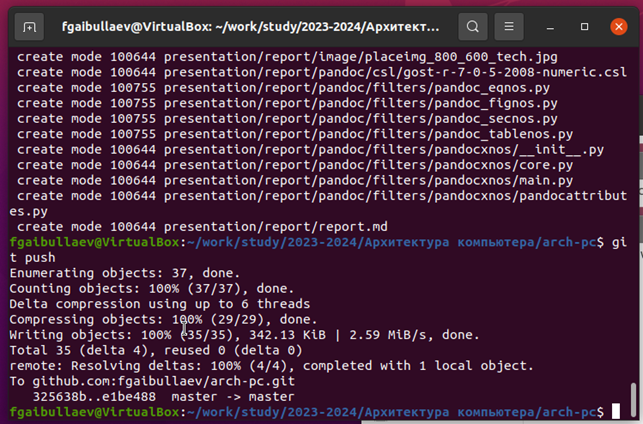 fgaibullaev@VirtualBox: ~/work/study/2023-2024/Архитект...
create mode 100644 presentation/report/image/placeimg_800_600_tech.jpg
create mode 100644 presentation/report/pandoc/csl/gost-r-7-0-5-2008-numeric.csl
create mode 100755 presentation/report/pandoc/filters/pandoc_eqnos.py
create mode 100755 presentation/report/pandoc/filters/pandoc_fignos.py
create mode 100755 presentation/report/pandoc/filters/pandoc_secnos.py
create mode 100755 presentation/report/pandoc/filters/pandoc_tablenos.py
create mode 100644 presentation/report/pandoc/filters/pandocxnos/__init__.py
create mode 100644 presentation/report/pandoc/filters/pandocxnos/core.py
create mode 100644 presentation/report/pandoc/filters/pandocxnos/main.py
create mode 100644 presentation/report/pandoc/filters/pandocxnos/pandocattribut
es.py
create mode 100644 presentation/report/report.md
fgaibullaev@VirtualBox:~/work/study/2023-2024/Архитектура компьютера/arch-pc$ gi
t push
Enumerating objects: 37, done.
Counting objects: 100% (37/37), done.
Delta compression using up to 6 threads
Compressing objects: 100% (29/29), done.
Writing objects: 100% (35/35), 342.13 KiB | 2.59 MiB/s, done.
Total 35 (delta 4), reused 0 (delta 0)
remote: Resolving deltas: 100% (4/4), completed with 1 local object.
To github.com:fgaibullaev/arch-pc.git
325638b..e1be488  master -> master
fgaibullaev@VirtualBox:~/work/study/2023-2024/Архитектура компьютера/arch-pc$